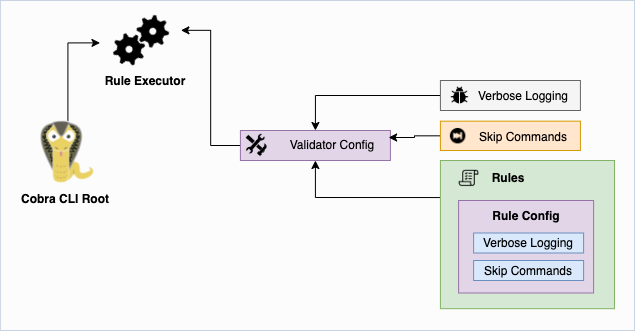 Rule Executor
Verbose Logging
Skip Commands
Validator Config
Cobra CLI Root
Rules
Rule Config
Verbose Logging
Skip Commands